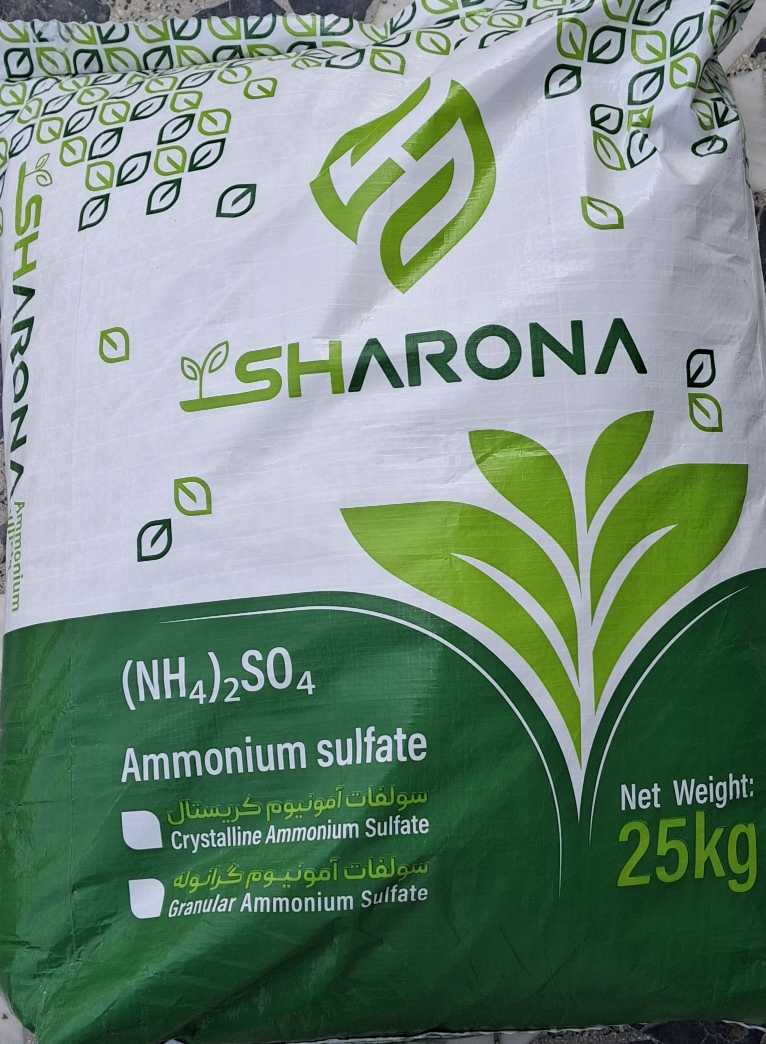 SHARONA
SHARONA
Ammonium
(NH₄)₂SO₄
Ammonium sulfate
سولفات آمونیوم کریستال
Crystalline Ammonium Sulfate
سولفات آمونیوم گرانوله
Granular Ammonium Sulfate
Net Weight:
25kg